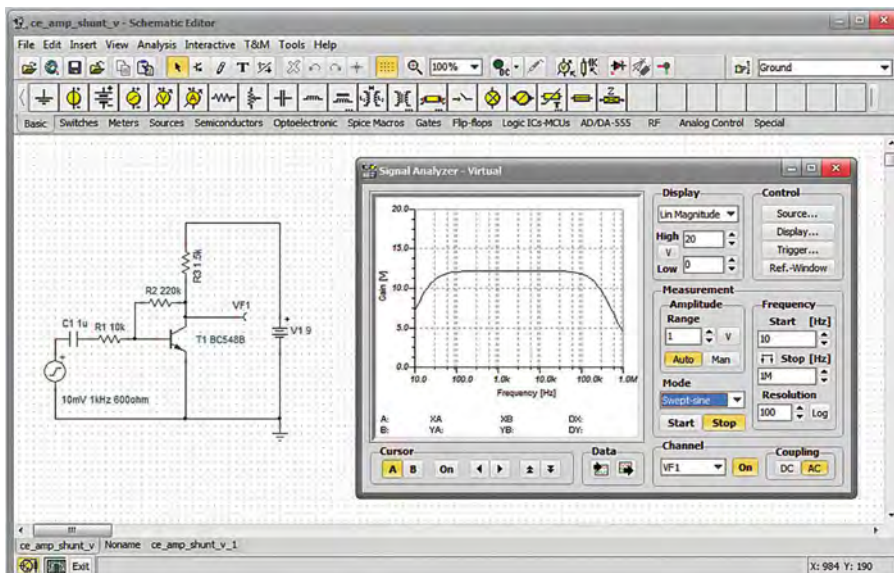 ce_amp_shunt_v - Schematic Editor
File Edit Insert View Analysis Interactive T&M Tools Help
100%
DC
Ground
Basic Switches Meters Sources Semiconductors Optoelectronic Spice Macros Gates Flip-flops Logic ICs-MCUs AD/DA-555 RF Analog Control Special
R3 1.5k
R2 220k
VF1
C1 1u
R1 10k
T1 BC548B
V1 9
10mV 1kHz 600ohm
Signal Analyzer - Virtual
20.0
15.0
10.0
5.0
0.0
Gain [V]
10.0 100.0 1.0k 10.0k 100.0k 1.0M
Frequency [Hz]
A: XA XB DX:
B: YA: YB: DY:
Cursor
A B On
Data
Display
Lin Magnitude
High 20
V
Low 0
Control
Source...
Display...
Trigger...
Ref.-Window
Measurement
Amplitude
Range
1 V
Auto Man
Mode
Swept-sine
Start Stop
Frequency
Start [Hz]
10
Stop [Hz]
1M
Resolution
100 Log
Channel
VF1 On
Coupling
DC AC
ce_amp_shunt_v Noname ce_amp_shunt_v_1
Exit
X: 984 Y: 190